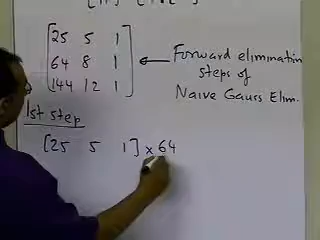 25 5 1
64 8 1
144 12 1
← Forward elimination
steps of
Naive Gauss Elim.
1st step
[25 5 1] × 64